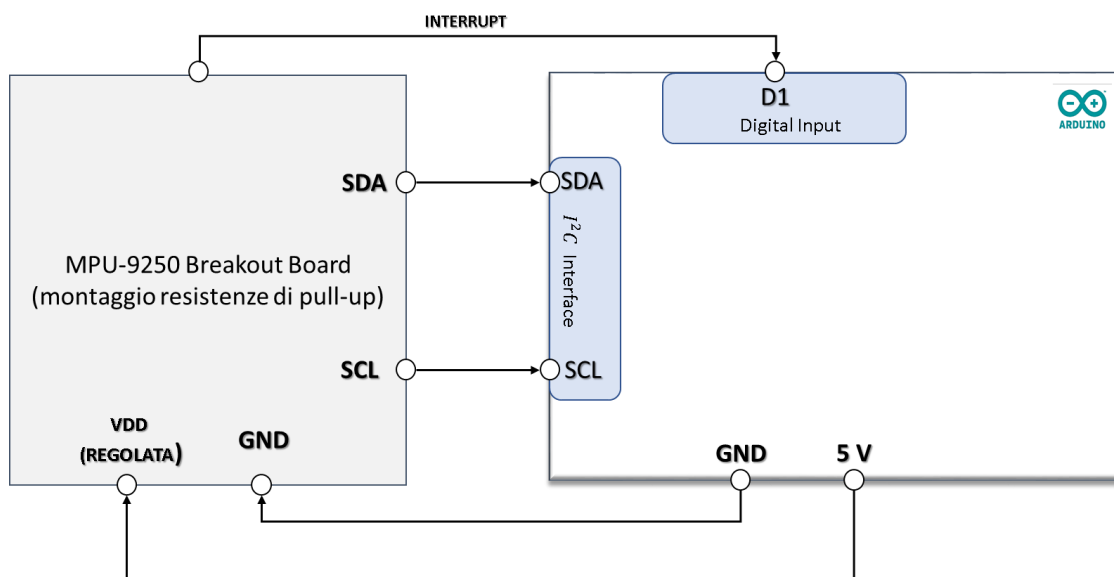 INTERRUPT
D1
Digital Input
ARDUINO
SDA
SDA
I²C Interface
MPU-9250 Breakout Board
(montaggio resistenze di pull-up)
SCL
SCL
VDD
(REGOLATA)
GND
GND
5 V